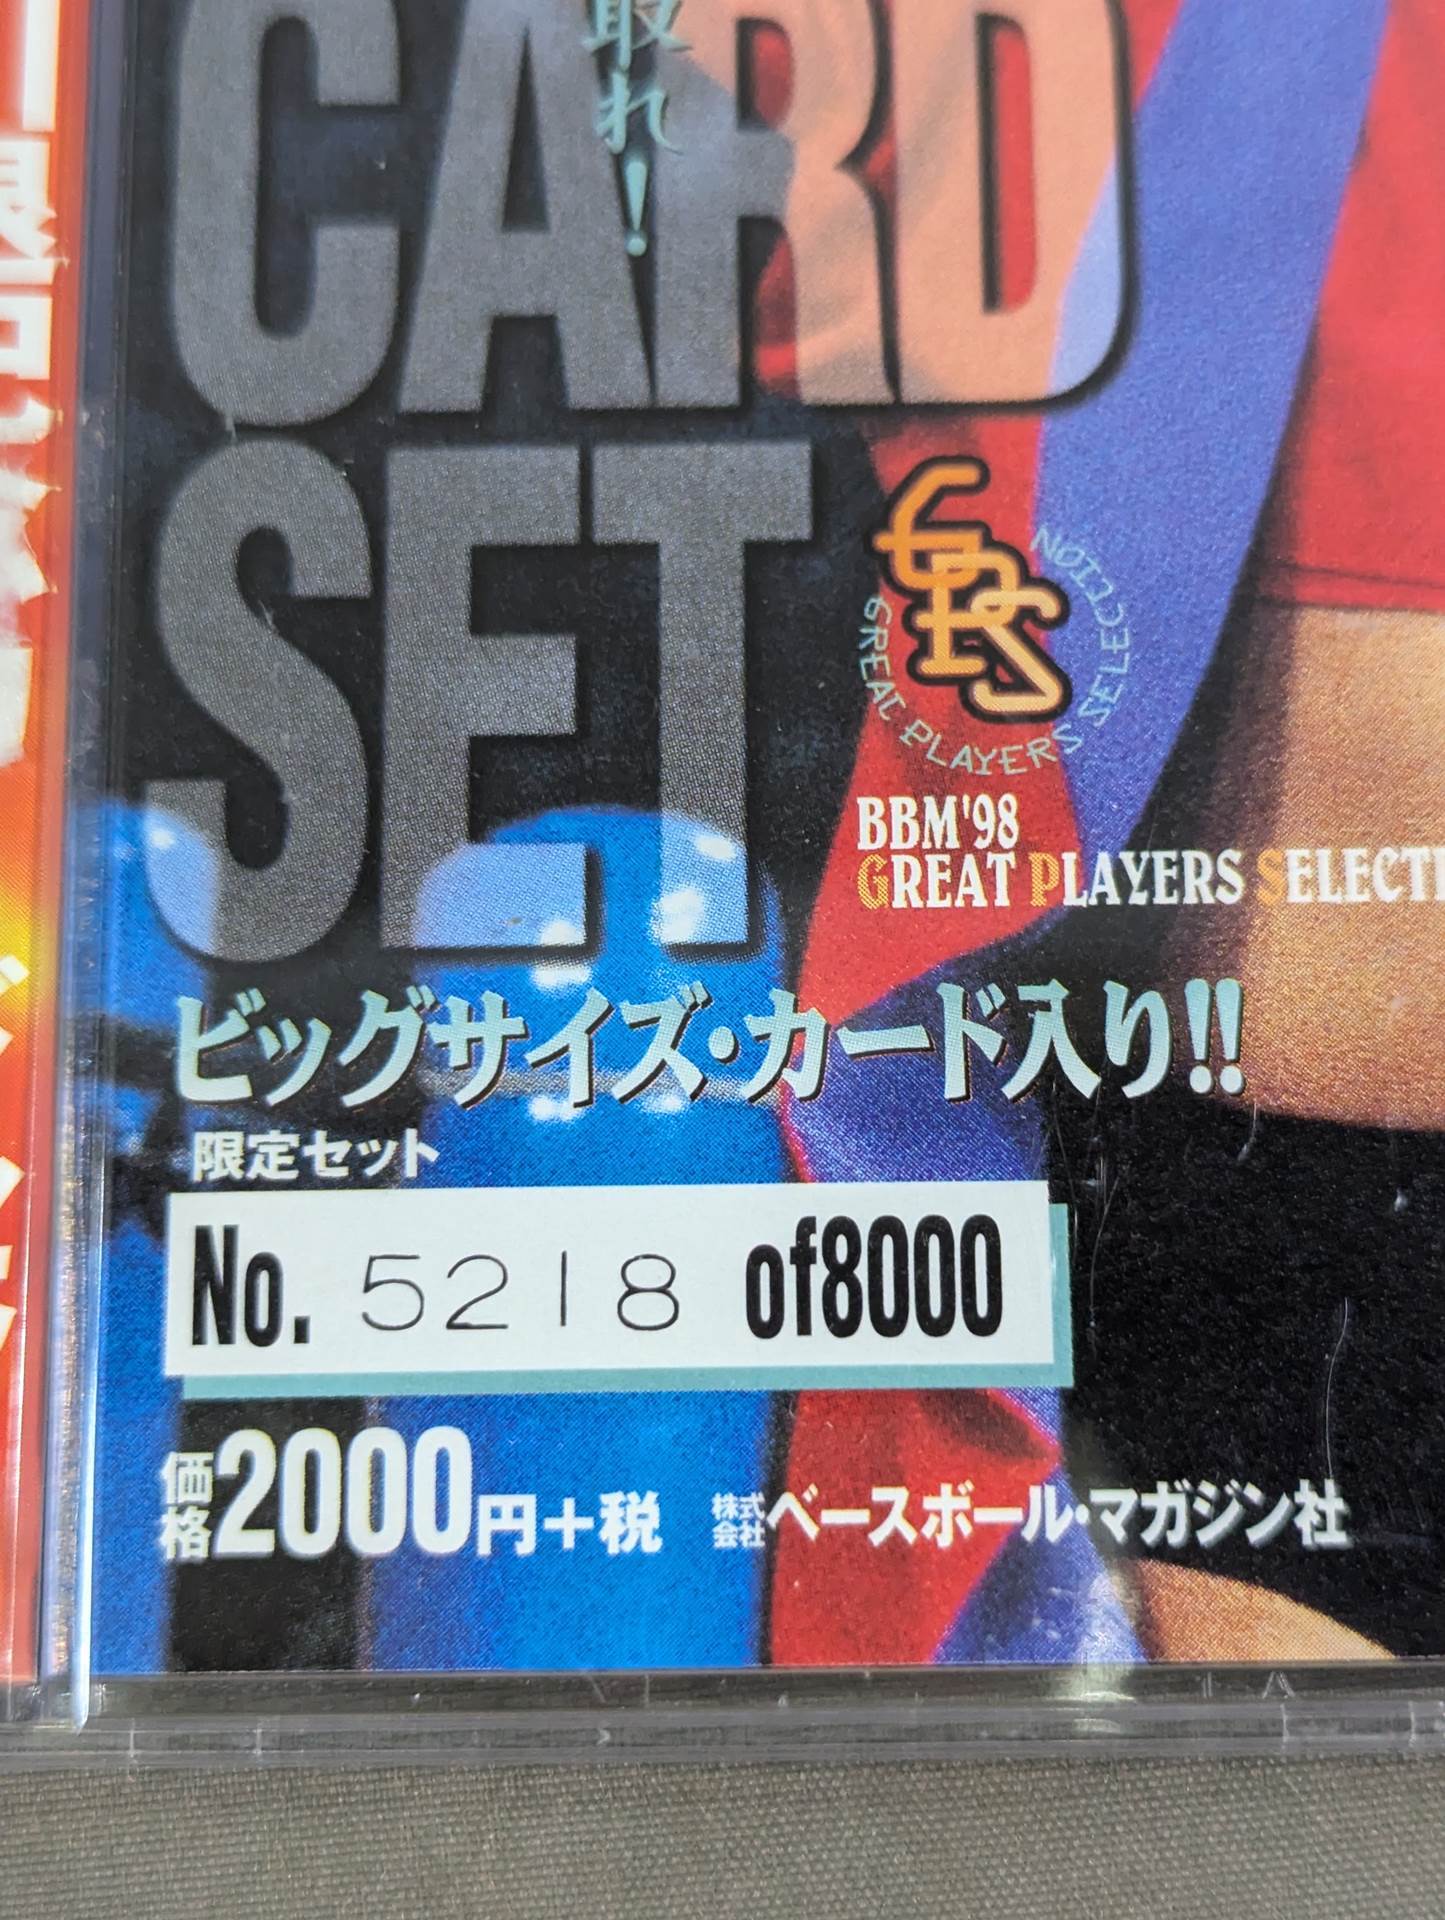 取れ!
CARD
SET
GPS
GREAT PLAYERS SELECTION
BBM'98
GREAT PLAYERS SELECTI
ビッグサイズ・カード入り!!
限定セット
No. 5218 of8000
価格2000円+税
株式会社ベースボール・マガジン社